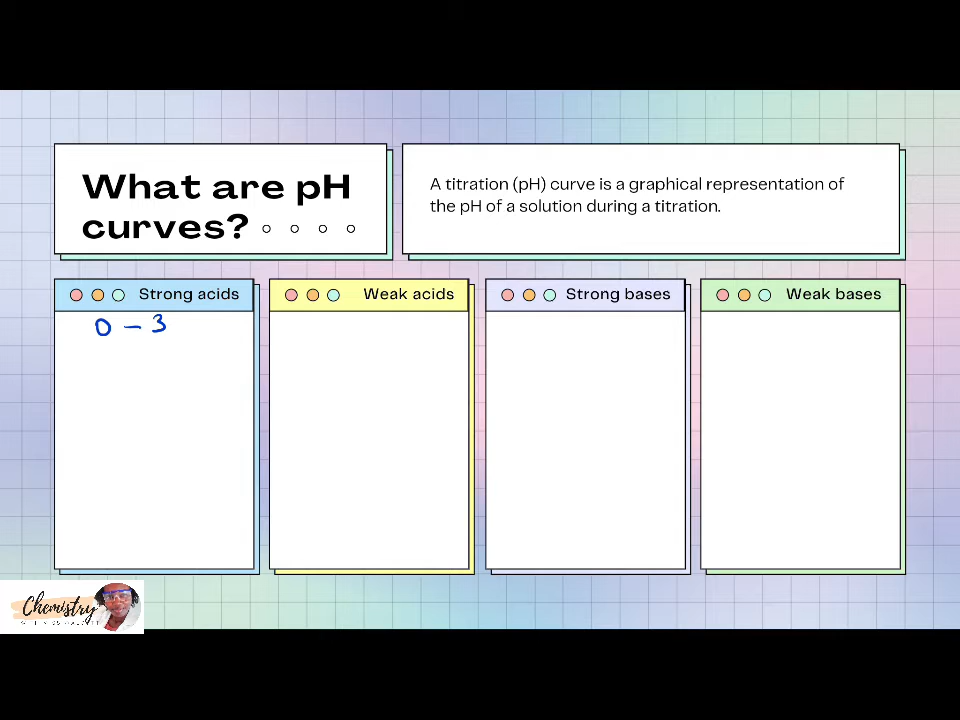 What are pH
curves?
A titration (pH) curve is a graphical representation of
the pH of a solution during a titration.
Strong acids
Weak acids
Strong bases
Weak bases
0 - 3
Chemistry